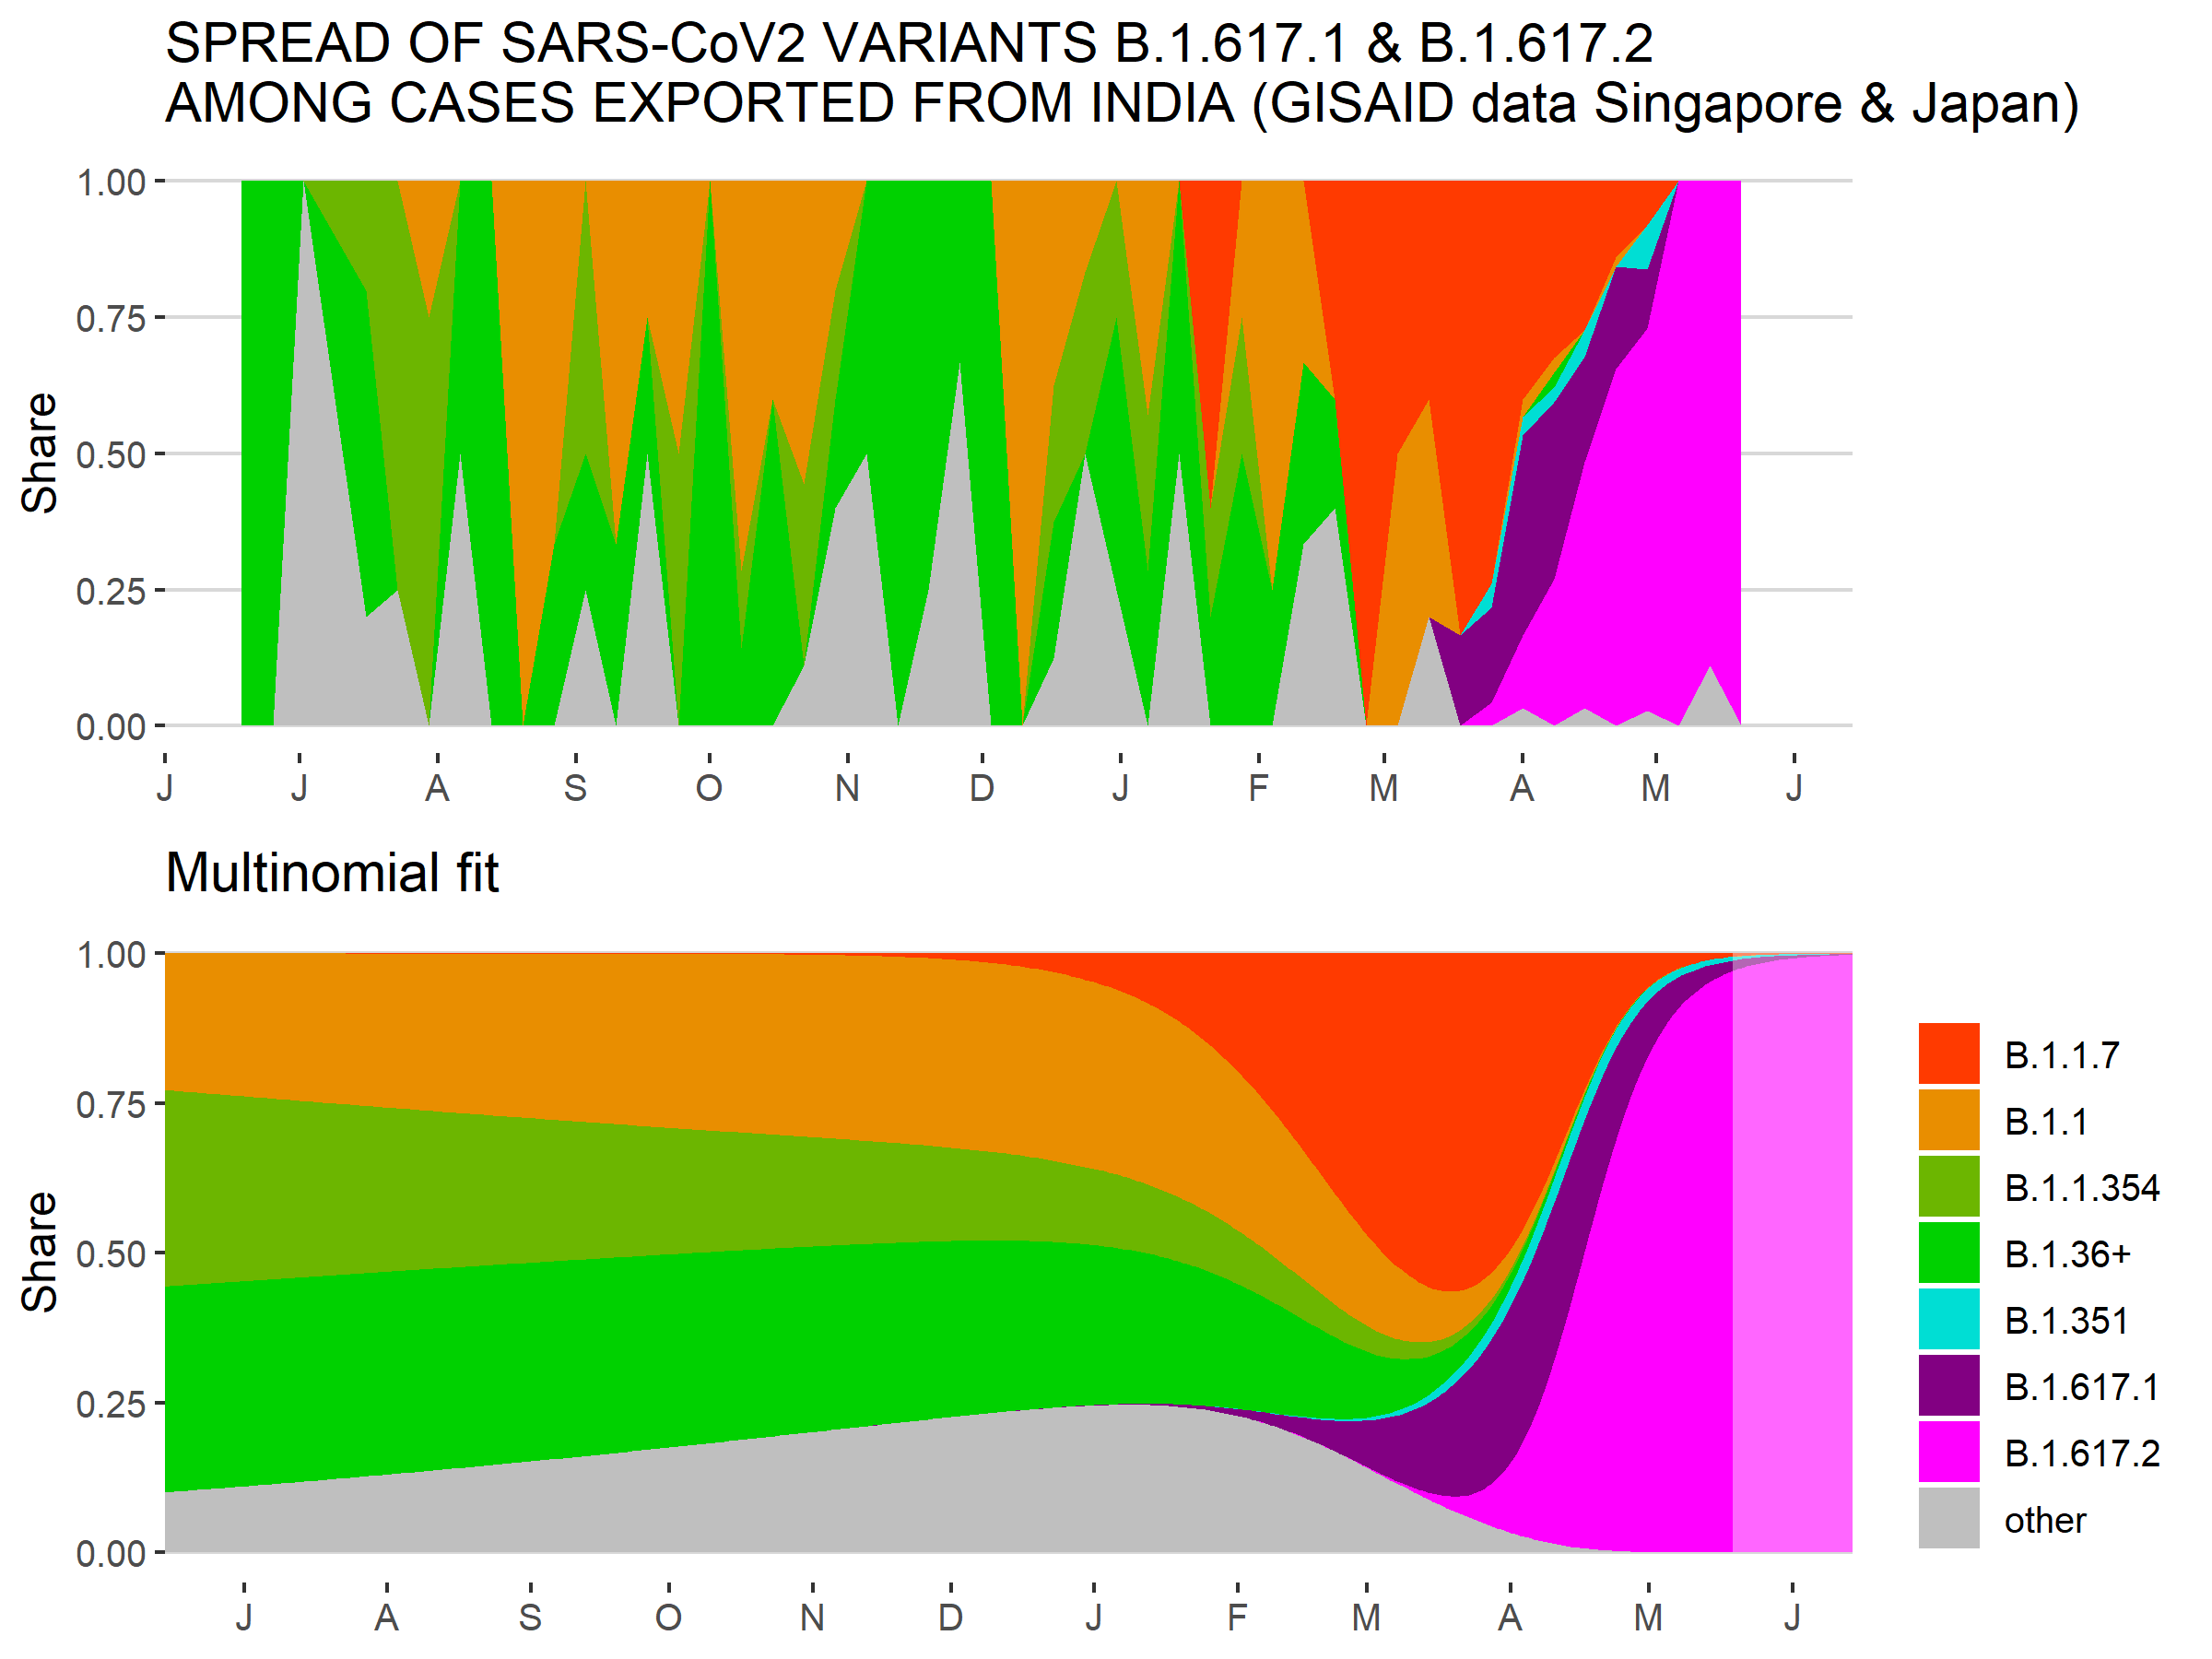 SPREAD OF SARS-CoV2 VARIANTS B.1.617.1 & B.1.617.2
AMONG CASES EXPORTED FROM INDIA (GISAID data Singapore & Japan)
1.00
0.75
0.50
0.25
0.00
Share
J J A S O N D J F M A M J
Multinomial fit
1.00
0.75
0.50
0.25
0.00
Share
J A S O N D J F M A M J
B.1.1.7
B.1.1
B.1.1.354
B.1.36+
B.1.351
B.1.617.1
B.1.617.2
other